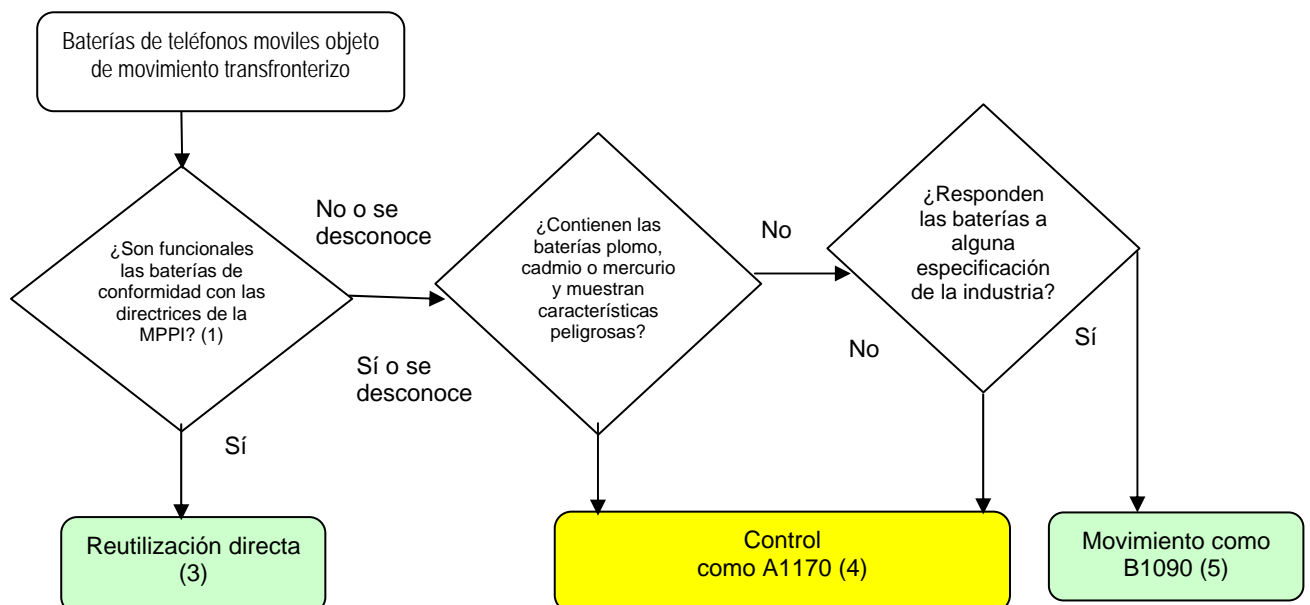 Baterías de teléfonos moviles objeto
de movimiento transfronterizo
¿Son funcionales
las baterías de
conformidad con las
directrices de la
MPPI? (1)
No o se
desconoce
¿Contienen las
baterías plomo,
cadmio o mercurio
y muestran
características
peligrosas?
No
¿Responden
las baterías a
alguna
especificación
de la industria?
Sí o se
desconoce
No
Sí
Sí
Reutilización directa
(3)
Control
como A1170 (4)
Movimiento como
B1090 (5)